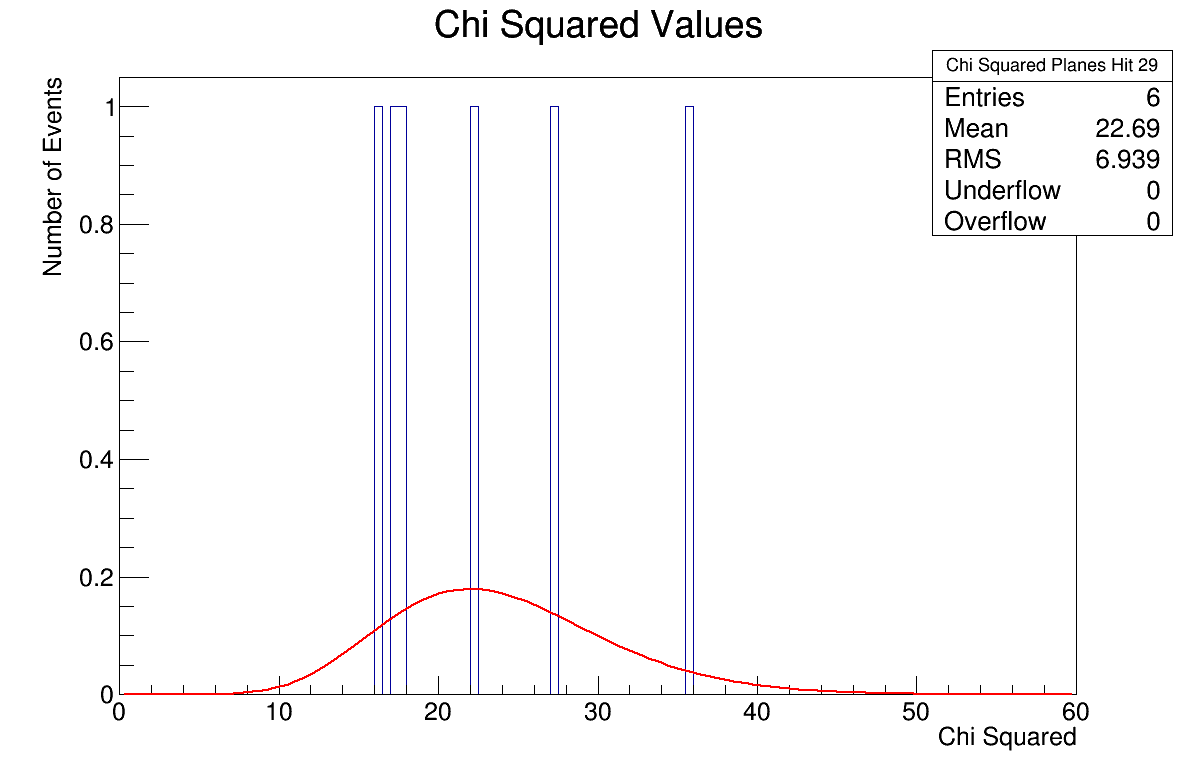 Chi Squared Values
Chi Squared Planes Hit 29
Entries 6
Mean 22.69
RMS 6.939
Underflow 0
Overflow 0
Number of Events
1
0.8
0.6
0.4
0.2
0
0 10 20 30 40 50 60
Chi Squared